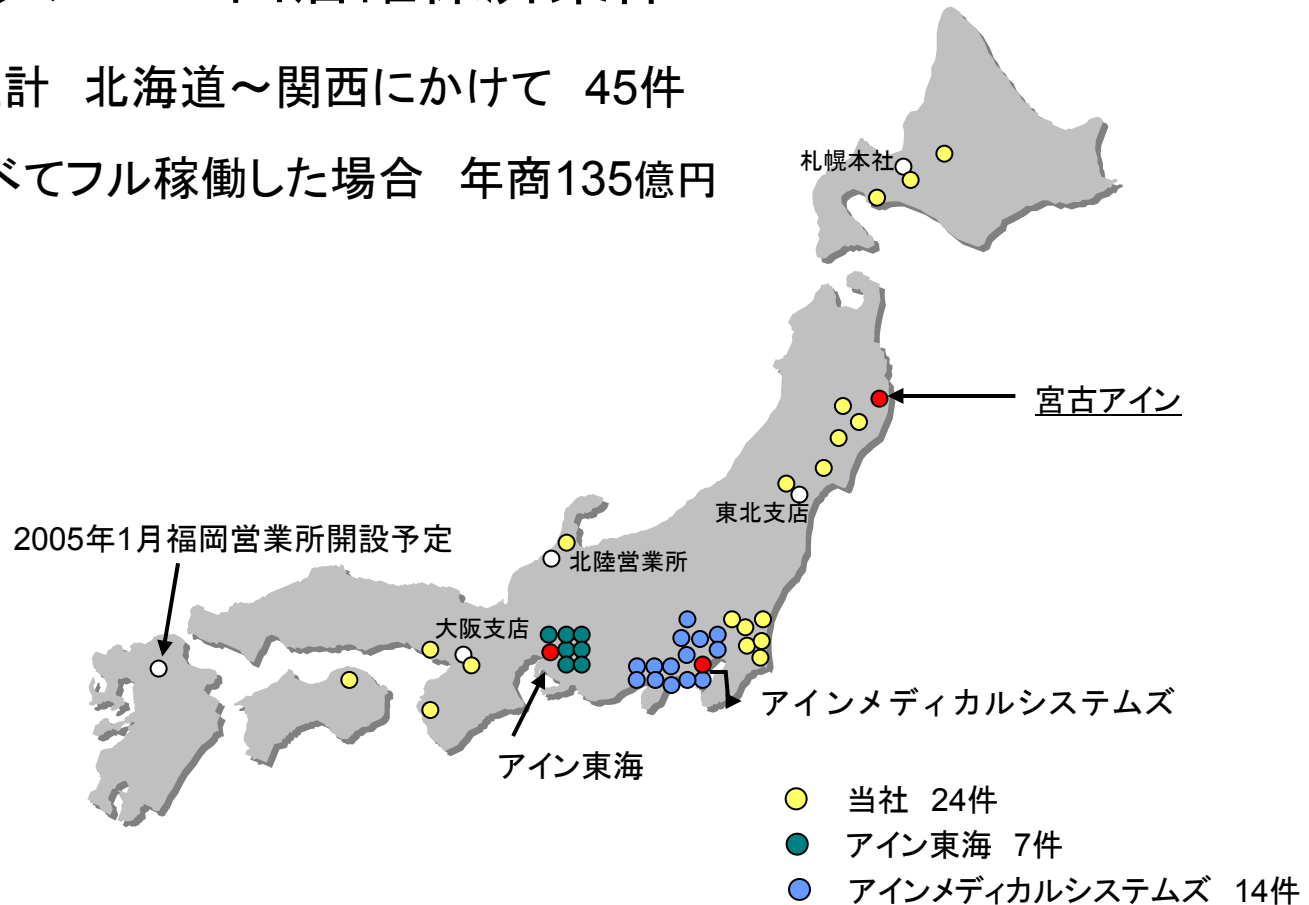 計 北海道～関西にかけて 45件
べてフル稼働した場合 年商135億円
札幌本社
宮古アイン
東北支店
2005年1月福岡営業所開設予定
北陸営業所
大阪支店
アインメディカルシステムズ
アイン東海
当社 24件
アイン東海 7件
アインメディカルシステムズ 14件